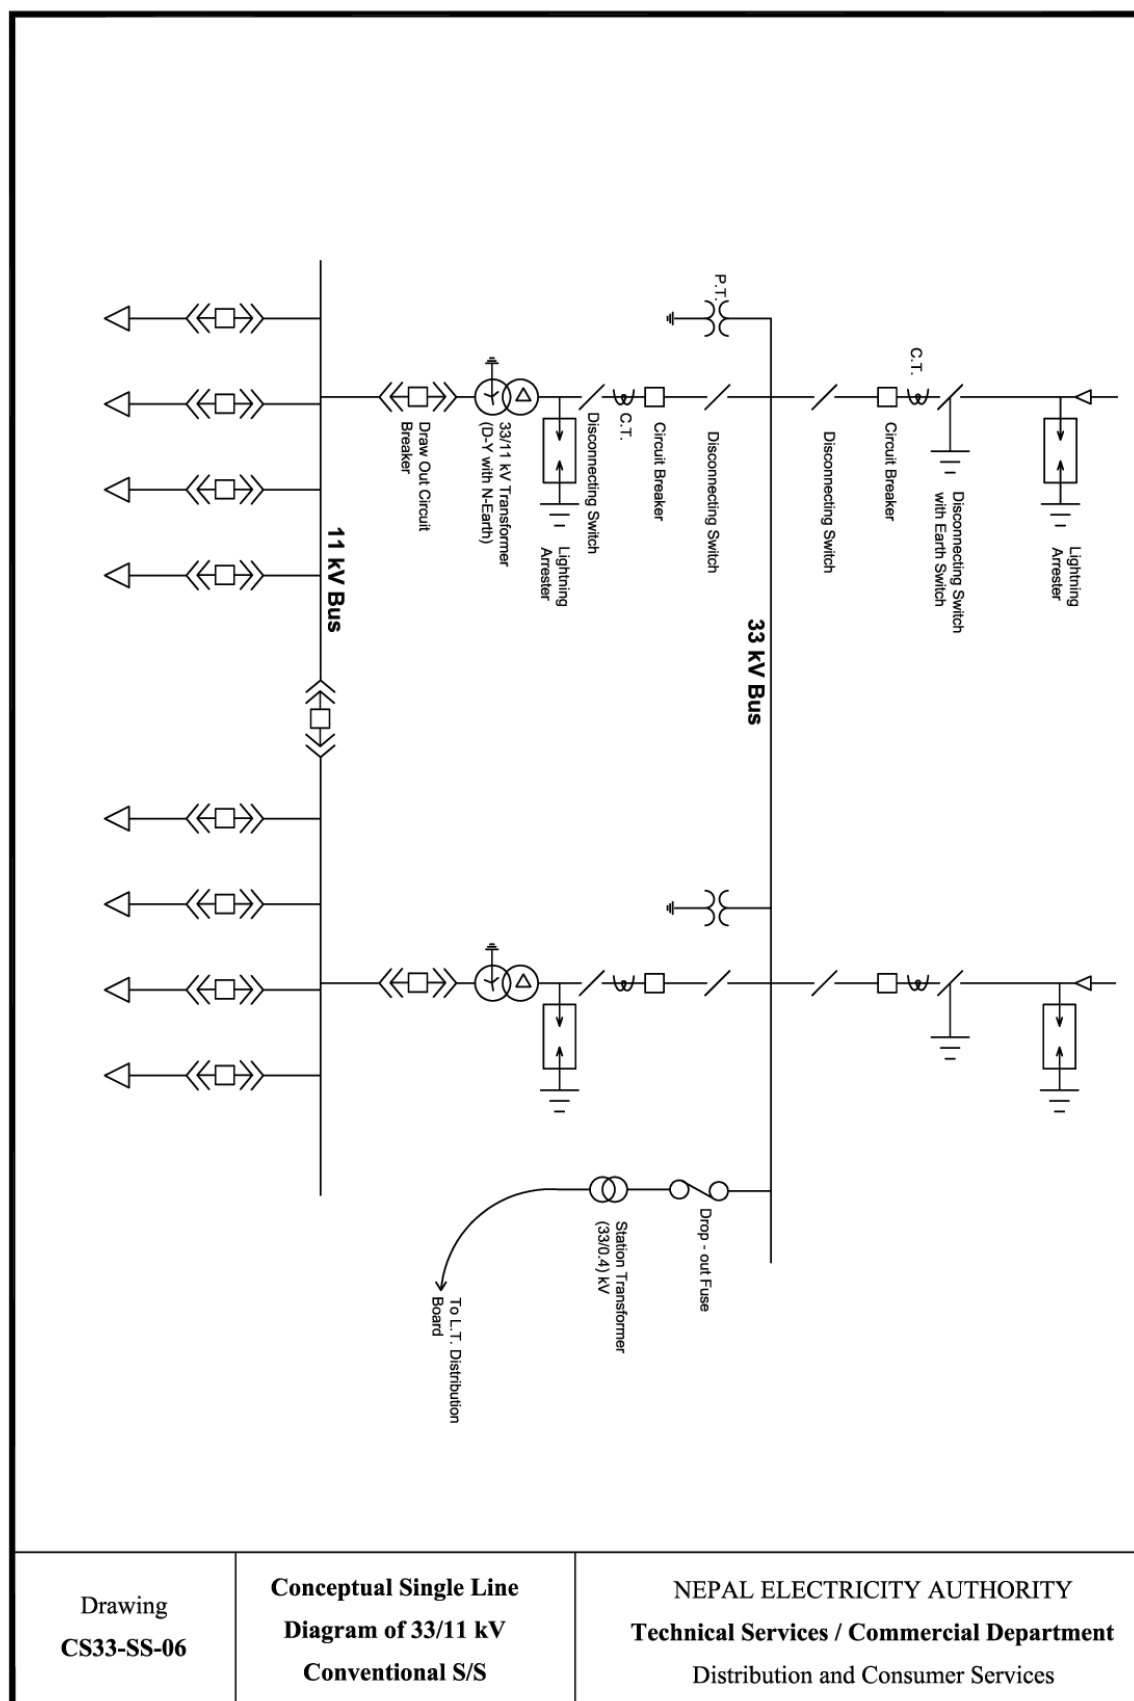 P.T.
C.T.
Lightning
Arrester
Disconnecting Switch
with Earth Switch
Circuit Breaker
Disconnecting Switch
Disconnecting Switch
Circuit Breaker
C.T.
Disconnecting Switch
Lightning
Arrester
33/11 kV Transformer
(D-Y with N-Earth)
Draw Out Circuit
Breaker
33 kV Bus
11 kV Bus
Drop - out Fuse
Station Transformer
(33/0.4) kV
To L.T. Distribution
Board
Drawing
CS33-SS-06
Conceptual Single Line
Diagram of 33/11 kV
Conventional S/S
NEPAL ELECTRICITY AUTHORITY
Technical Services / Commercial Department
Distribution and Consumer Services